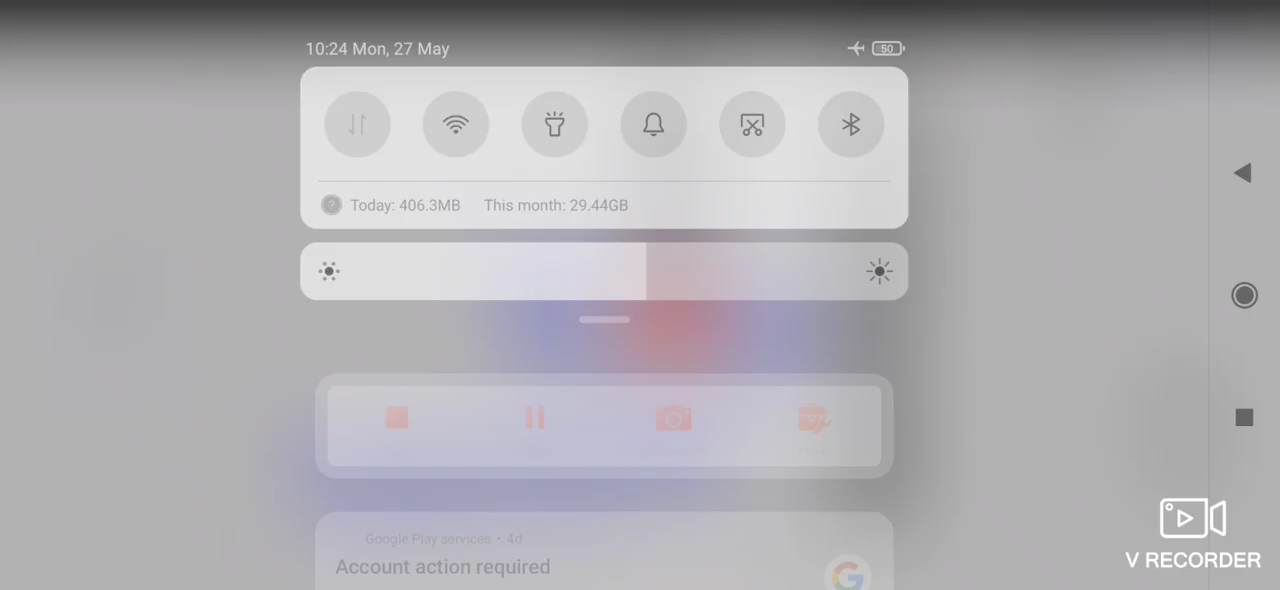 10:24 Mon, 27 May
50
Today: 406.3MB This month: 29.44GB
Google Play services • 4d
Account action required
V RECORDER